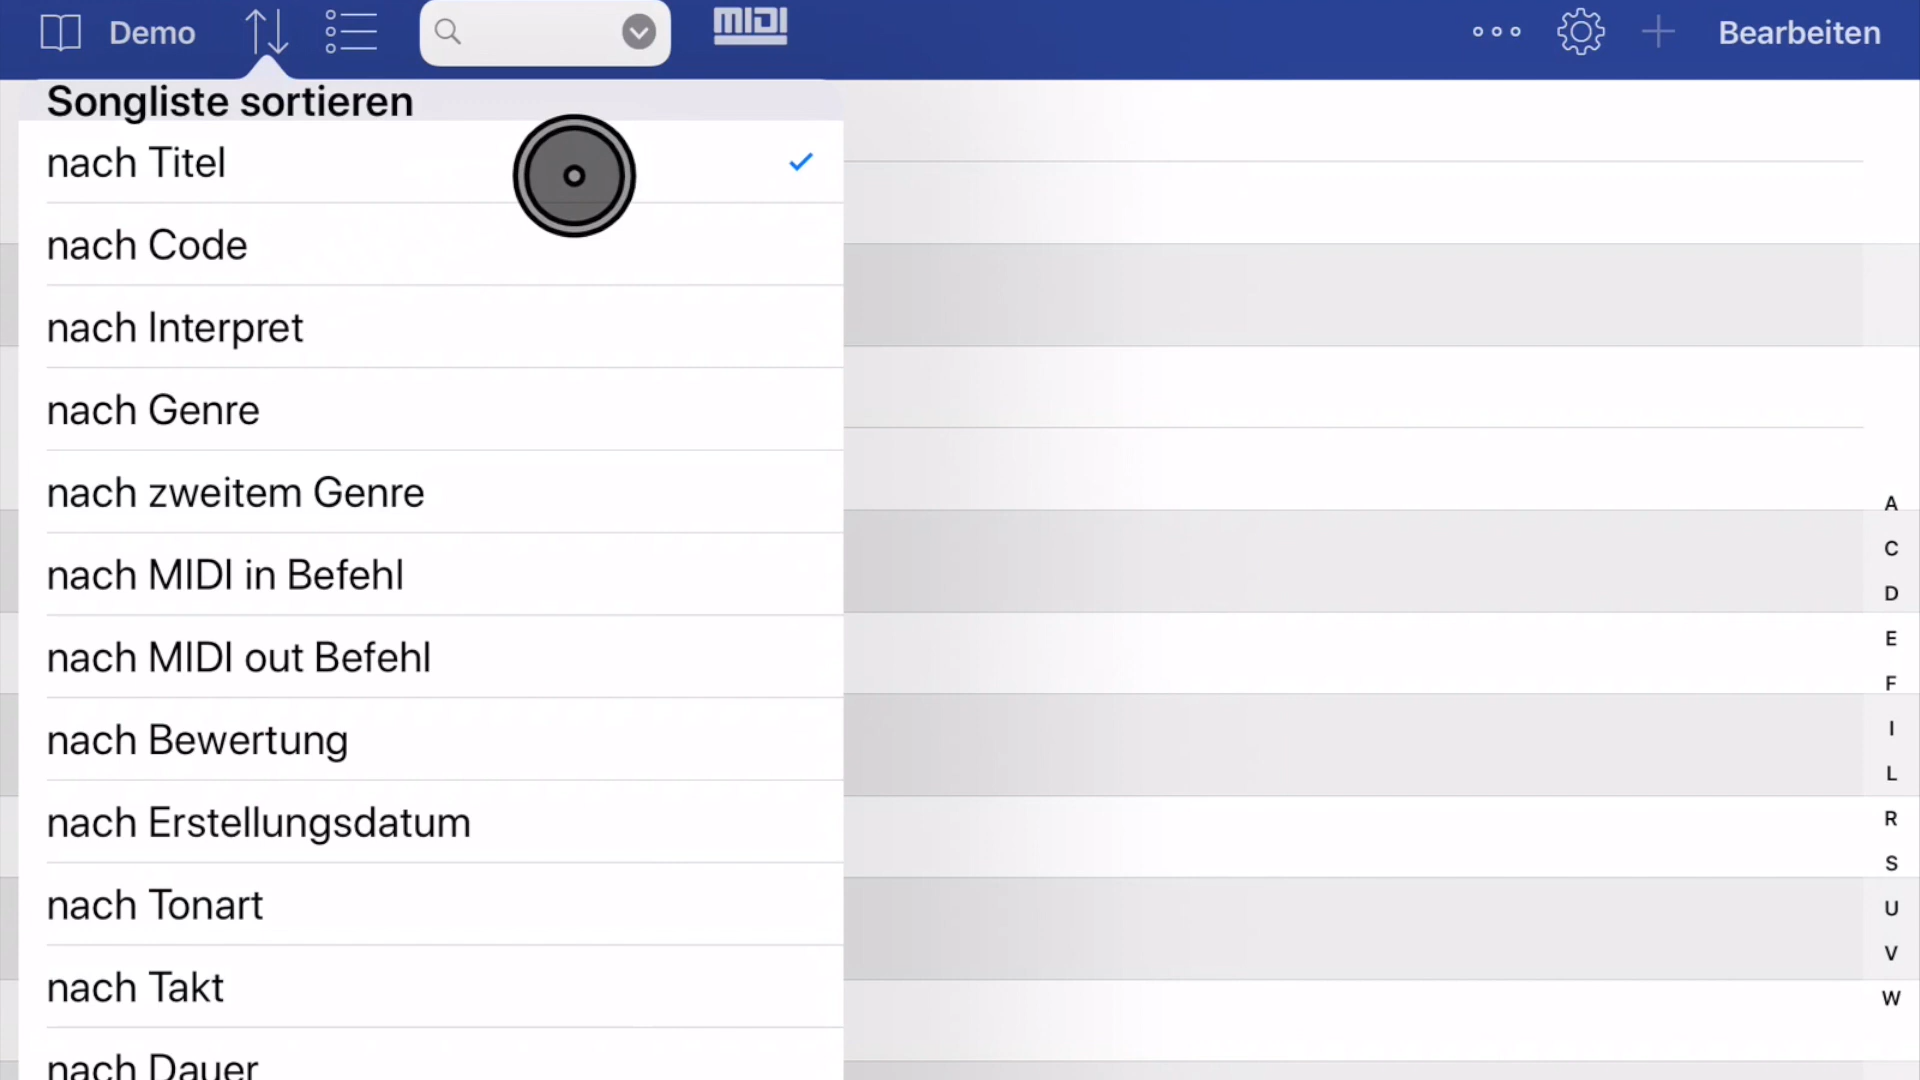 Demo
MIDI
Bearbeiten
Songliste sortieren
nach Titel
nach Code
nach Interpret
nach Genre
nach zweitem Genre
nach MIDI in Befehl
nach MIDI out Befehl
nach Bewertung
nach Erstellungsdatum
nach Tonart
nach Takt
nach Dauer
A
C
D
E
F
I
L
R
S
U
V
W